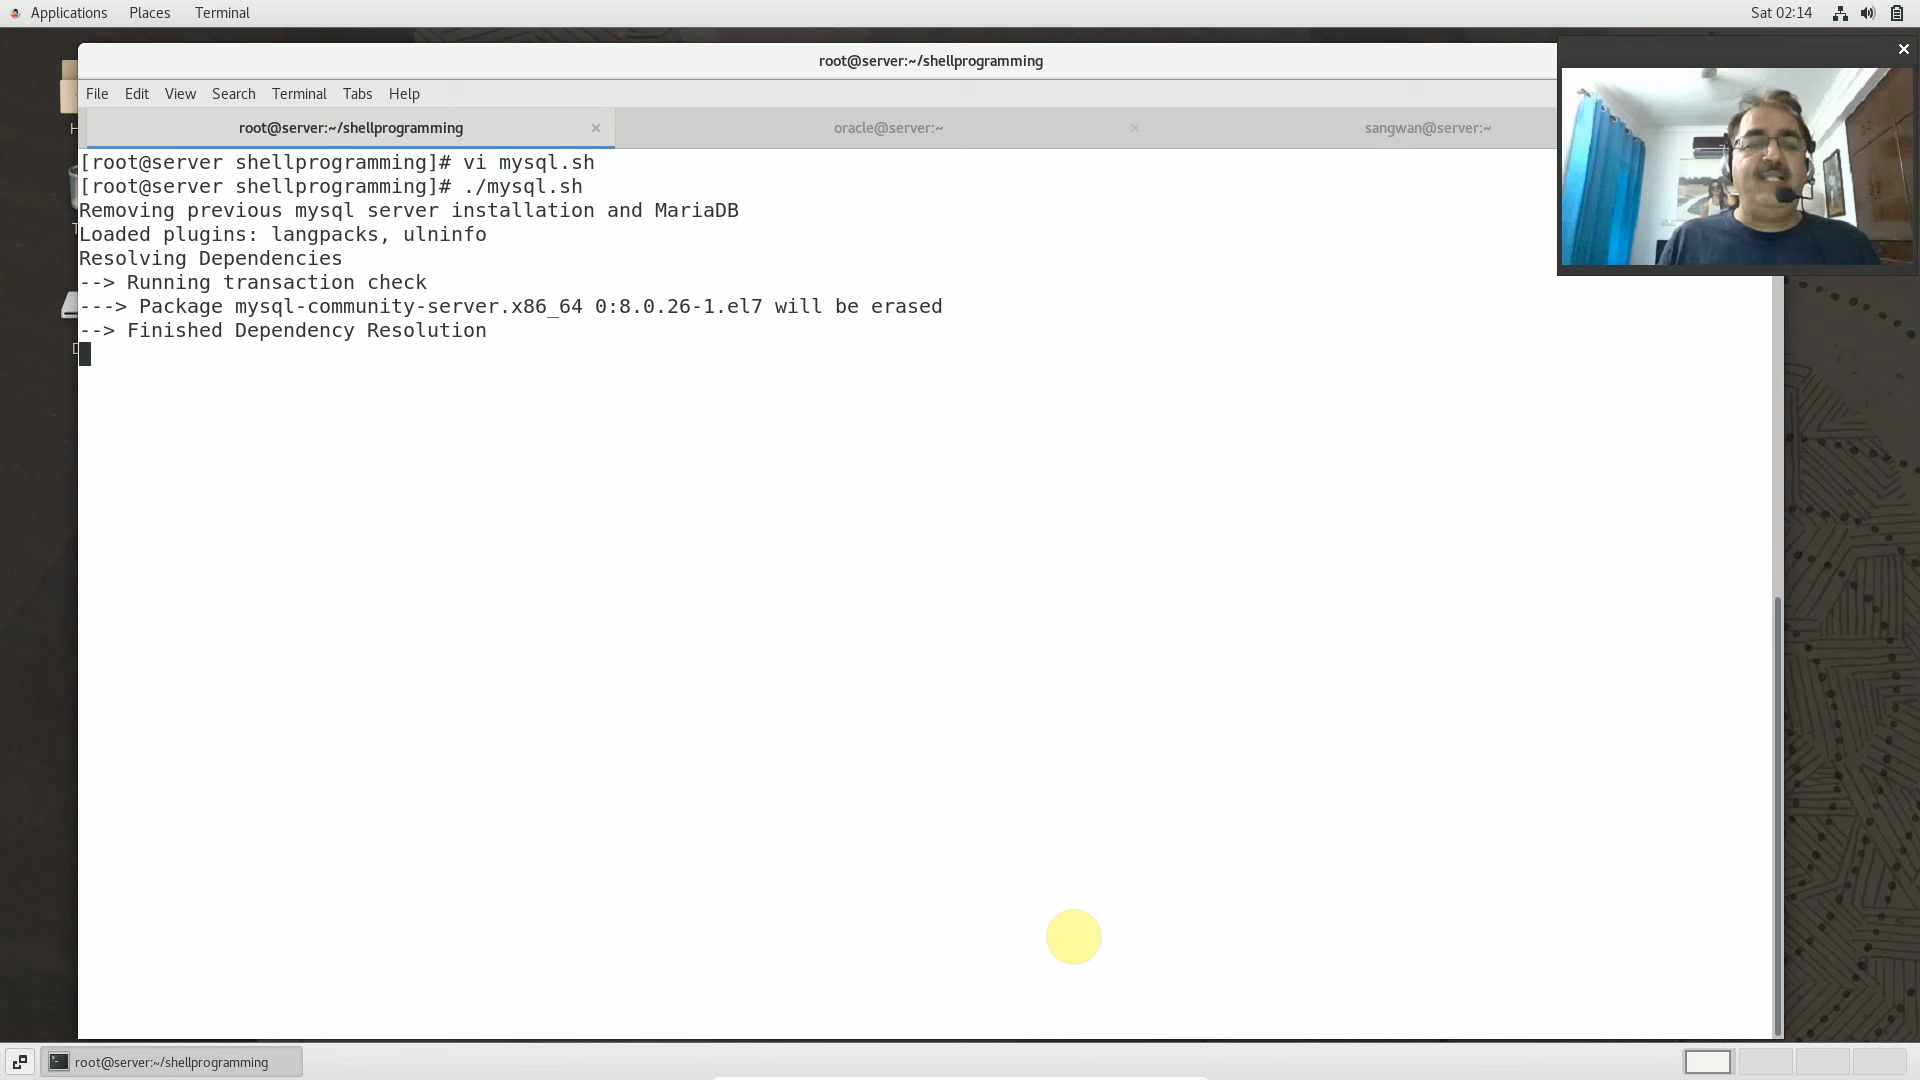 Applications Places Terminal Sat 02:14
root@server:~/shellprogramming
File Edit View Search Terminal Tabs Help
root@server:~/shellprogramming × oracle@server:~ × sangwan@server:~
[root@server shellprogramming]# vi mysql.sh
[root@server shellprogramming]# ./mysql.sh
Removing previous mysql server installation and MariaDB
Loaded plugins: langpacks, ulninfo
Resolving Dependencies
--> Running transaction check
---> Package mysql-community-server.x86_64 0:8.0.26-1.el7 will be erased
--> Finished Dependency Resolution
root@server:~/shellprogramming